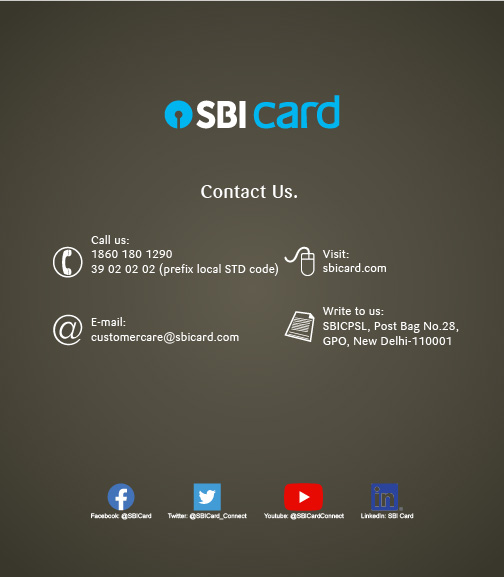 SBI card
Contact Us.
Call us:
1860 180 1290
39 02 02 02 (prefix local STD code)
Visit:
sbicard.com
E-mail:
customercare@sbicard.com
Write to us:
SBICPSL, Post Bag No.28,
GPO, New Delhi-110001
Facebook: @SBICard
Twitter: @SBICard_Connect
Youtube: @SBICardConnect
LinkedIn: SBI Card